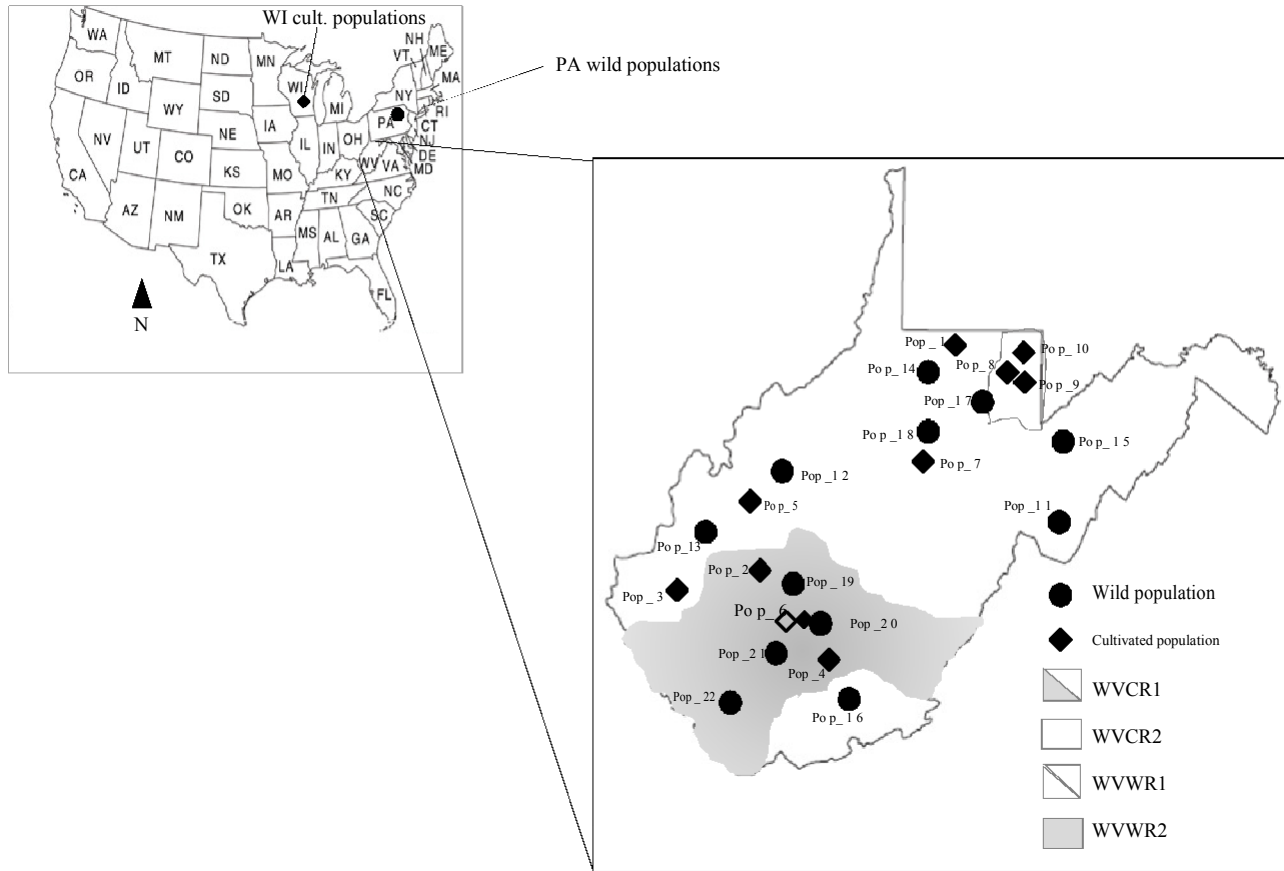 WI cult. populations
PA wild populations
WA
MT
ND
MN
OR
ID
SD
WI
WY
MI
NH
VT
ME
NY
MA
RI
CT
NJ
DE
MD
PA
NE
IA
NV
UT
CO
IL
IN
OH
WV
VA
CA
KS
MO
KY
NC
TN
AZ
NM
OK
AR
SC
MS
AL
GA
TX
LA
FL
N
Pop _ 1
Po p_ 10
Po p_ 14
Pop _ 8
Po p_ 9
Pop _1 7
Po p _1 8
Po p _ 1 5
Po p_ 7
Pop _1 2
Po p_ 5
Pop _1 1
Po p_13
Po p_ 2
Pop _ 19
Pop _ 3
Po p_ 6
Pop _2 0
Pop _2 1
Pop _4
Pop _ 22
Po p_ 1 6
Wild population
Cultivated population
WVCR1
WVCR2
WVWR1
WVWR2